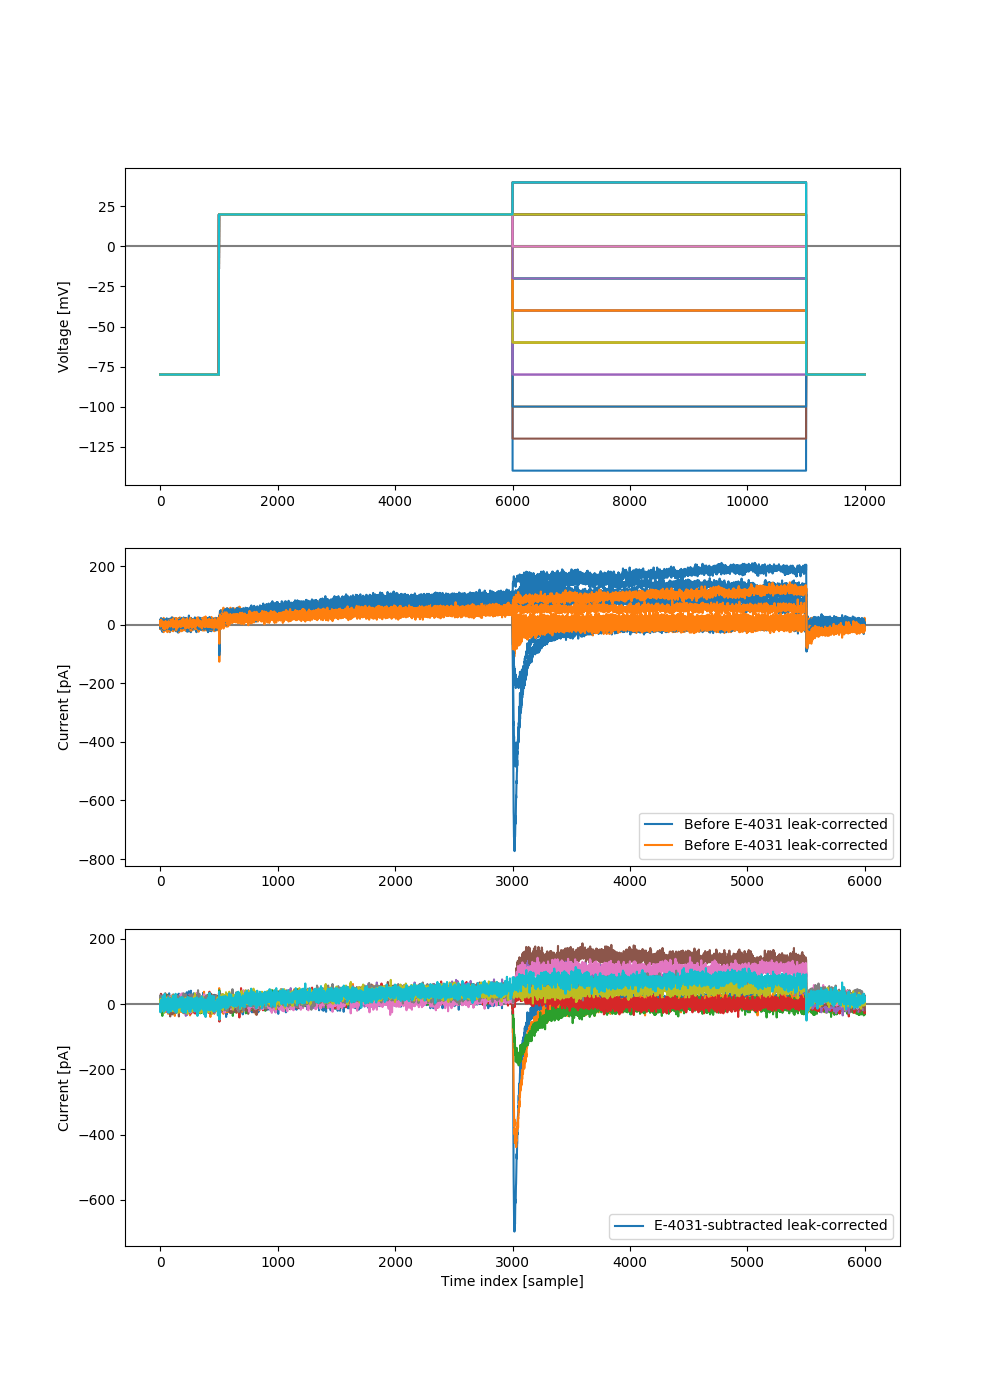 25
0
−25
−50
−75
−100
−125
Voltage [mV]
0 2000 4000 6000 8000 10000 12000
200
0
−200
−400
−600
−800
Current [pA]
Before E-4031 leak-corrected
Before E-4031 leak-corrected
0 1000 2000 3000 4000 5000 6000
200
0
−200
−400
−600
Current [pA]
E-4031-subtracted leak-corrected
0 1000 2000 3000 4000 5000 6000
Time index [sample]